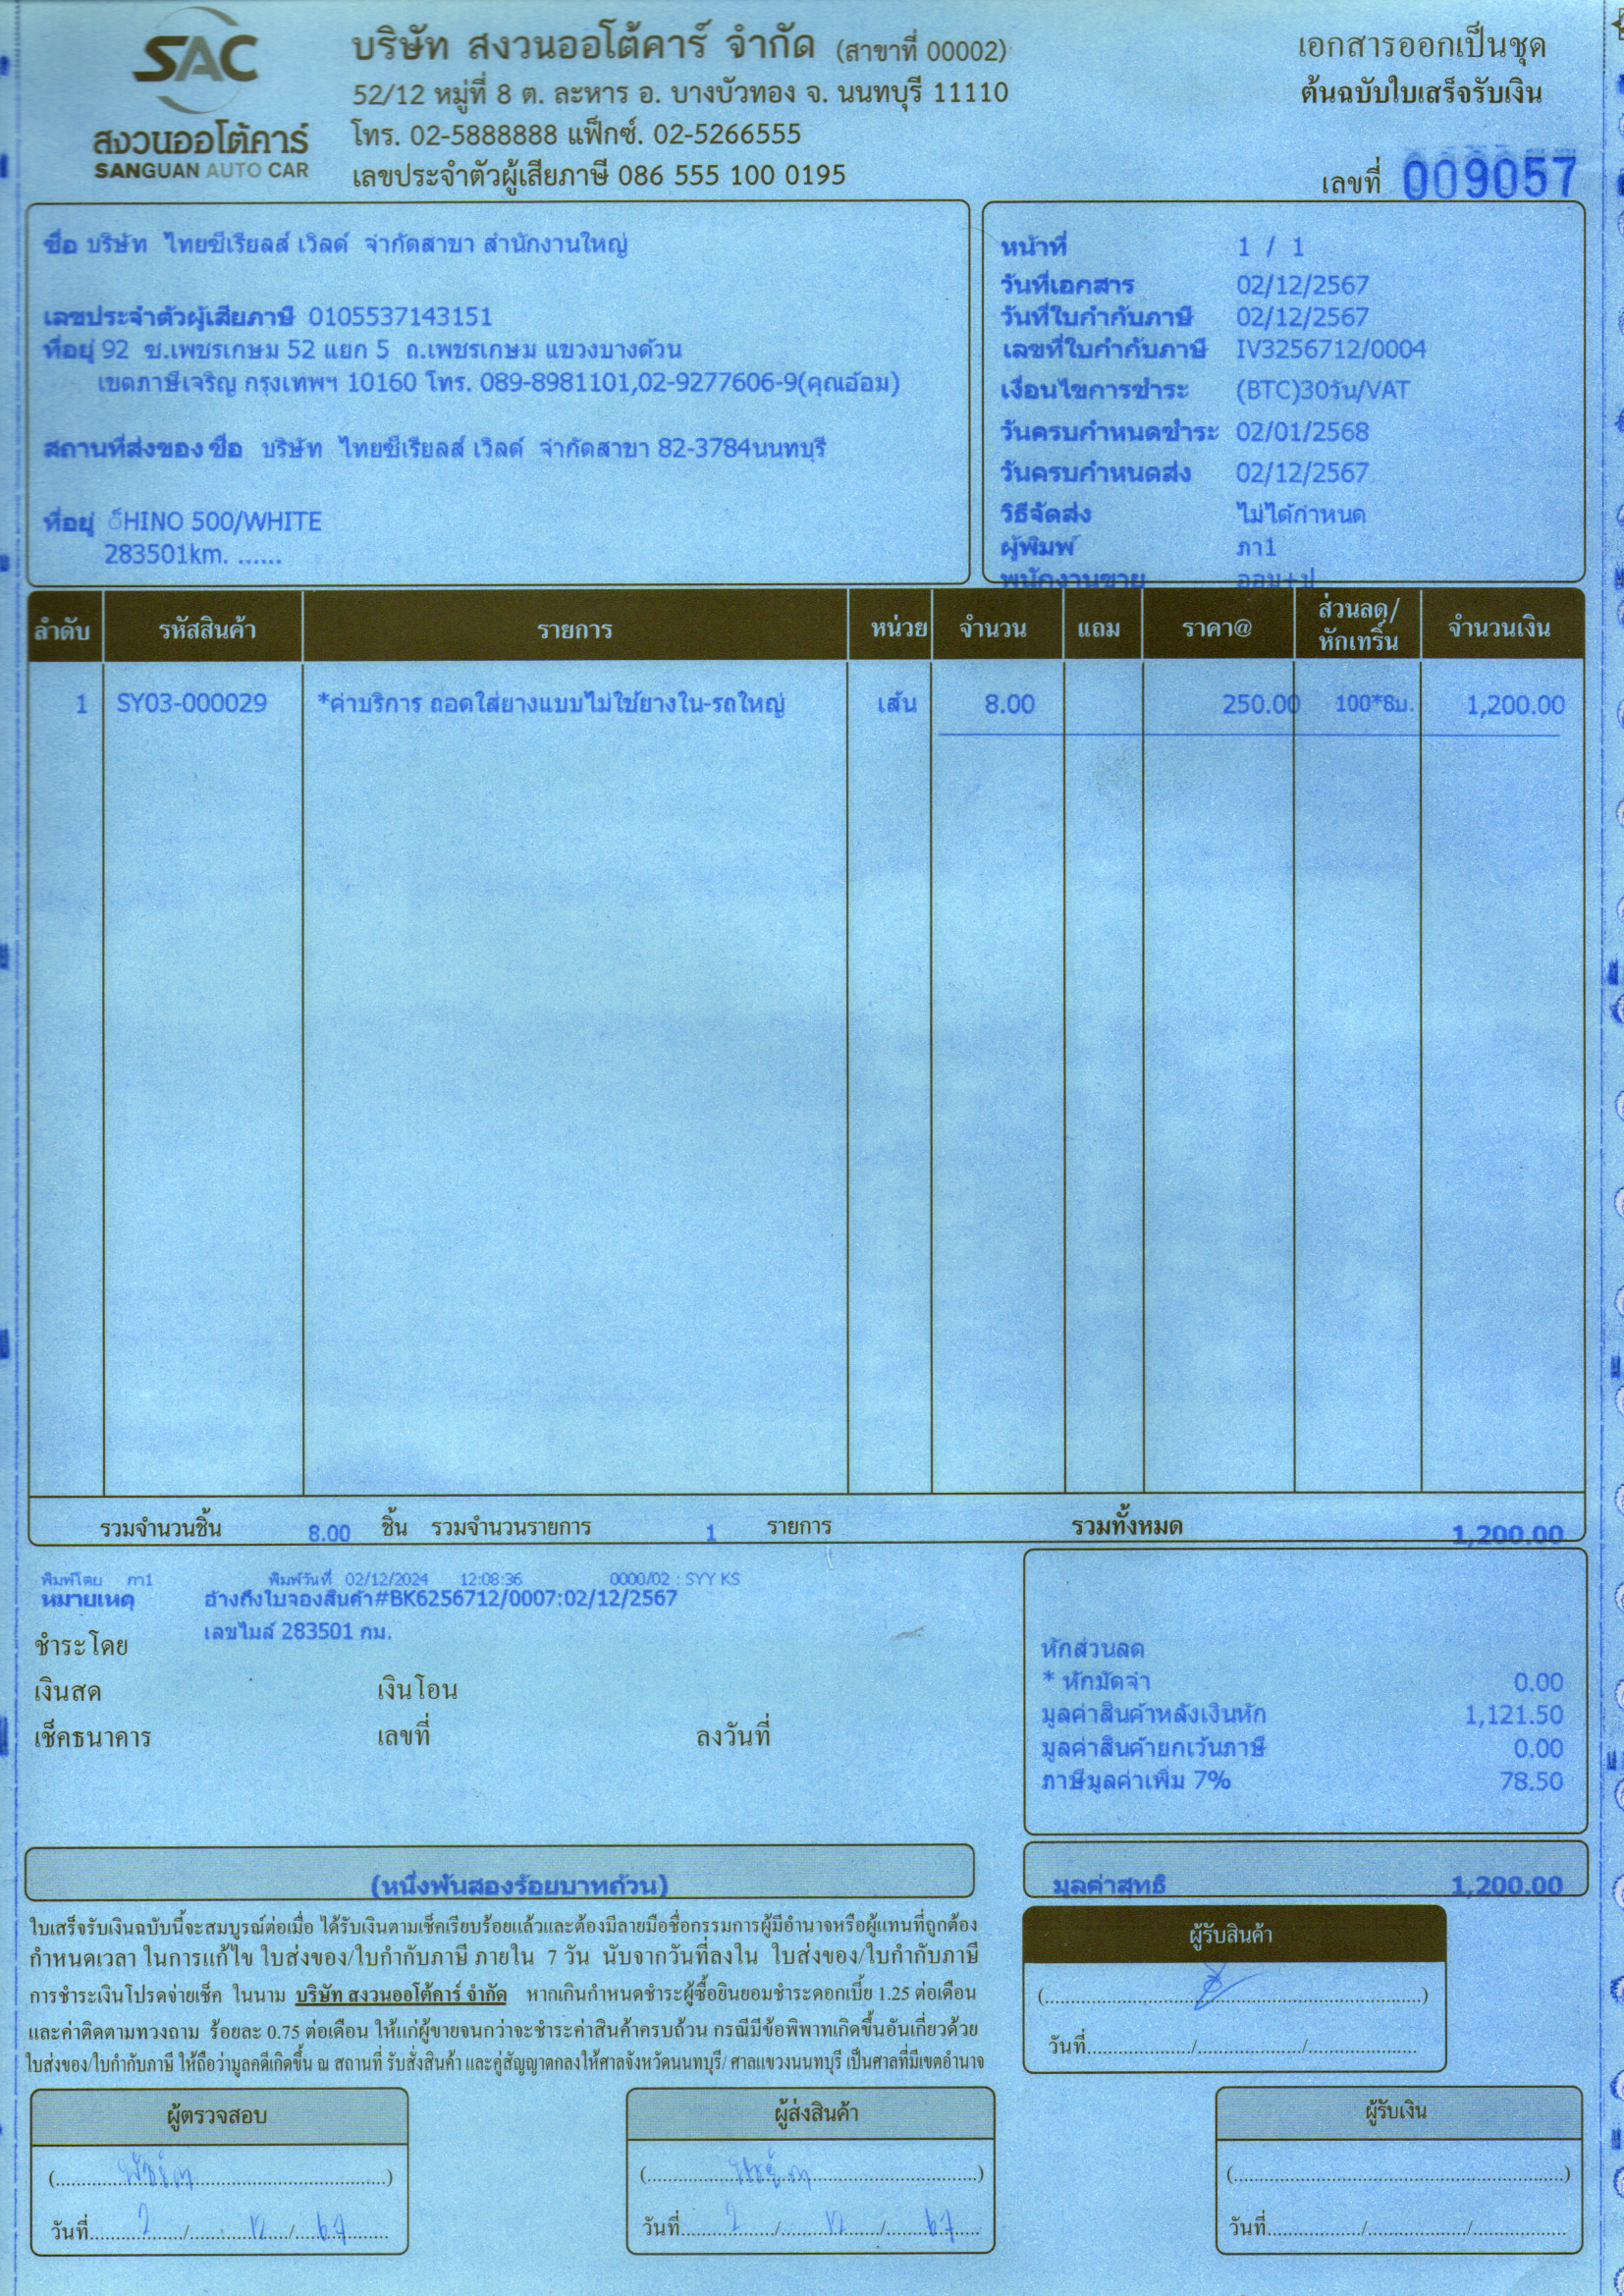 SAC
สงวนออโต้คาร์
SANGUAN AUTO CAR
บริษัท สงวนออโต้คาร์ จำกัด (สาขาที่ 00002)
52/12 หมู่ที่ 8 ต. ละหาร อ. บางบัวทอง จ. นนทบุรี 11110
โทร. 02-5888888 แฟ็กซ์. 02-5266555
เลขประจำตัวผู้เสียภาษี 086 555 100 0195
เอกสารออกเป็นชุด
ต้นฉบับใบเสร็จรับเงิน
เลขที่ 009057
ชื่อ บริษัท ไทยซีเรียลส์ เวิลด์ จำกัดสาขา สำนักงานใหญ่
เลขประจำตัวผู้เสียภาษี 0105537143151
ที่อยู่ 92 ซ.เพชรเกษม 52 แยก 5 ถ.เพชรเกษม แขวงบางด้วน
เขตภาษีเจริญ กรุงเทพฯ 10160 โทร. 089-8981101,02-9277606-9(คุณอ้อม)
สถานที่ส่งของ ชื่อ บริษัท ไทยซีเรียลส์ เวิลด์ จำกัดสาขา 82-3784นนทบุรี
ที่อยู่ ็HINO 500/WHITE
283501km. ......
หน้าที่ 1 / 1
วันที่เอกสาร 02/12/2567
วันที่ใบกำกับภาษี 02/12/2567
เลขที่ใบกำกับภาษี IV3256712/0004
เงื่อนไขการชำระ (BTC)30วัน/VAT
วันครบกำหนดชำระ 02/01/2568
วันครบกำหนดส่ง 02/12/2567
วิธีจัดส่ง ไม่ได้กำหนด
ผู้พิมพ์ ภา1
พนักงานขาย ออม+ป
ลำดับ รหัสสินค้า รายการ หน่วย จำนวน แถม ราคา@ ส่วนลด/หักเทริ์น จำนวนเงิน
1 SY03-000029 *ค่าบริการ ถอดใส่ยางแบบไม่ใช้ยางใน-รถใหญ่ เส้น 8.00 250.00 100*8บ. 1,200.00
รวมจำนวนชิ้น 8.00 ชิ้น รวมจำนวนรายการ 1 รายการ รวมทั้งหมด 1,200.00
พิมพ์โดย ภา1 พิมพ์วันที่ 02/12/2024 12:08:36 0000/02 : SYY KS
หมายเหตุ อ้างถึงใบจองสินค้า#BK6256712/0007:02/12/2567
เลขไมล์ 283501 กม.
ชำระโดย
เงินสด เงินโอน
เช็คธนาคาร เลขที่ ลงวันที่
หักส่วนลด
* หักมัดจำ 0.00
มูลค่าสินค้าหลังเงินหัก 1,121.50
มูลค่าสินค้ายกเว้นภาษี 0.00
ภาษีมูลค่าเพิ่ม 7% 78.50
(หนึ่งพันสองร้อยบาทถ้วน)
มูลค่าสุทธิ 1,200.00
ใบเสร็จรับเงินฉบับนี้จะสมบูรณ์ต่อเมื่อ ได้รับเงินตามเช็คเรียบร้อยแล้วและต้องมีลายมือชื่อกรรมการผู้มีอำนาจหรือผู้แทนที่ถูกต้อง
กำหนดเวลา ในการแก้ไข ใบส่งของ/ใบกำกับภาษี ภายใน 7 วัน นับจากวันที่ลงใน ใบส่งของ/ใบกำกับภาษี
การชำระเงินโปรดจ่ายเช็ค ในนาม บริษัท สงวนออโต้คาร์ จำกัด หากเกินกำหนดชำระผู้ซื้อยินยอมชำระดอกเบี้ย 1.25 ต่อเดือน
และค่าติดตามทวงถาม ร้อยละ 0.75 ต่อเดือน ให้แก่ผู้ขายจนกว่าจะชำระค่าสินค้าครบถ้วน กรณีมีข้อพิพาทเกิดขึ้นอันเกี่ยวด้วย
ใบส่งของ/ใบกำกับภาษี ให้ถือว่ามูลคดีเกิดขึ้น ณ สถานที่ รับสั่งสินค้า และคู่สัญญาตกลงให้ศาลจังหวัดนนทบุรี/ ศาลแขวงนนทบุรี เป็นศาลที่มีเขตอำนาจ
ผู้รับสินค้า
วันที่....../....../......
ผู้ตรวจสอบ
วันที่ 2 / 12 / 67
ผู้ส่งสินค้า
วันที่ 2 / 12 / 67
ผู้รับเงิน
(......)
วันที่....../....../......